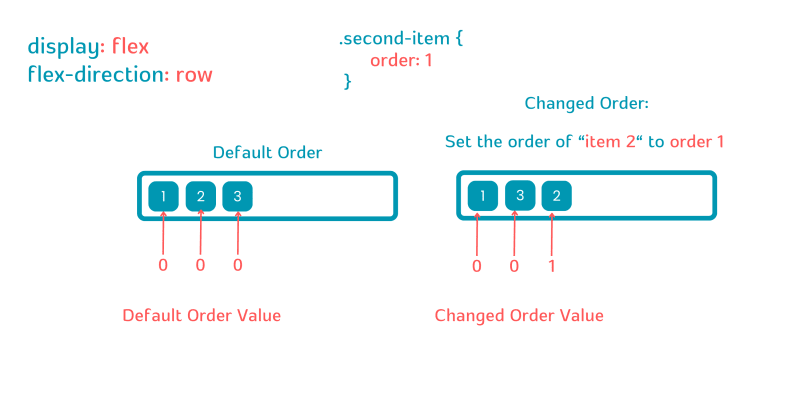 display: flex
flex-direction: row
.second-item {
order: 1
}
Default Order
1 2 3
0 0 0
Default Order Value
Changed Order:
Set the order of “item 2“ to order 1
1 3 2
0 0 1
Changed Order Value